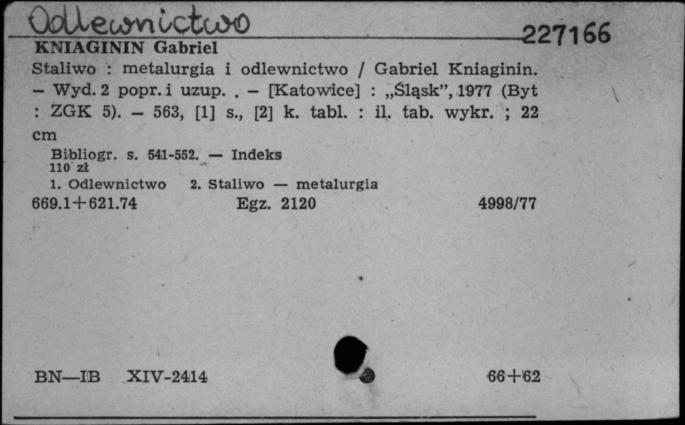 Odlewnictwo
227166
KNIAGININ Gabriel
Staliwo : metalurgia i odlewnictwo / Gabriel Kniaginin.
— Wyd. 2 popr. i uzup. . — [Katowice] : „Śląsk”, 1977 (Byt
: ZGK 5). — 563, [1] s., [2] k. tabl. : il. tab. wykr. ; 22
cm
Bibliogr. s. 541-552. — Indeks
110 zł
1. Odlewnictwo 2. Staliwo — metalurgia
669.1+621.74 Egz. 2120 4998/77
BN—IB XIV-2414 66+62